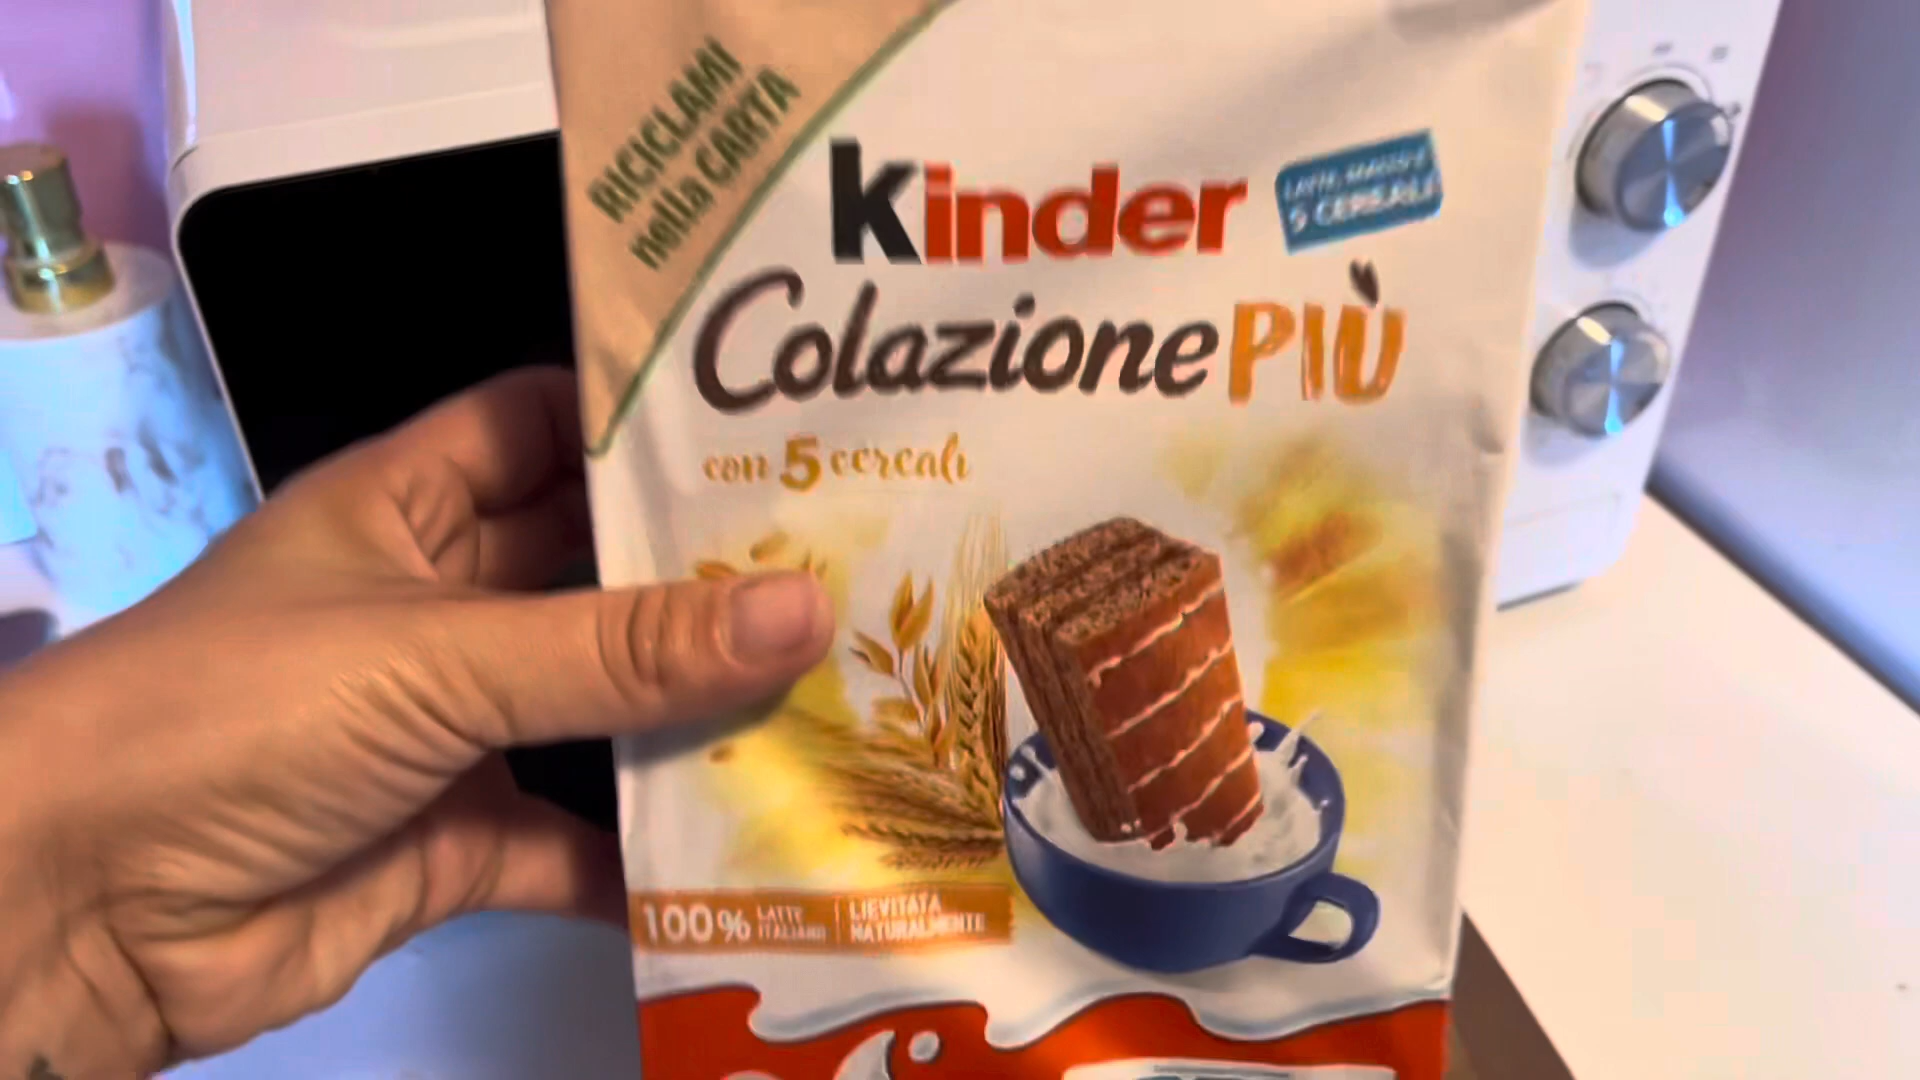 RICICLAMI
nella CARTA
Kinder
5 CEREALI
Colazione PIÙ
con 5 cereali
100% LATTE ITALIANO
LIEVITATA
NATURALMENTE